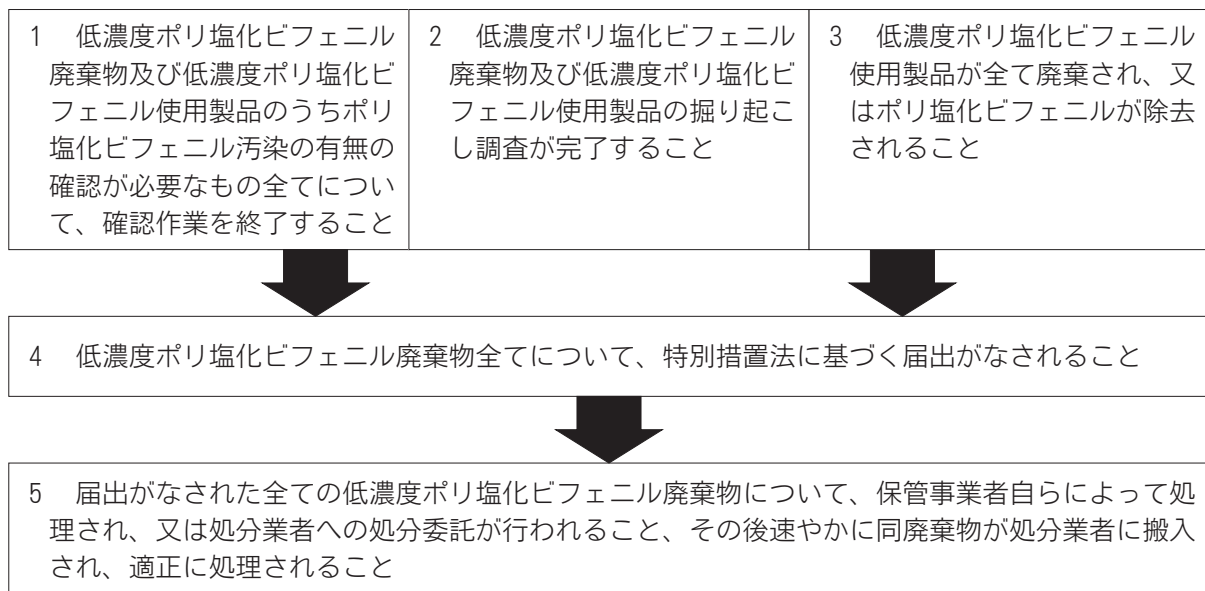 1 低濃度ポリ塩化ビフェニル
廃棄物及び低濃度ポリ塩化ビ
フェニル使用製品のうちポリ
塩化ビフェニル汚染の有無の
確認が必要なもの全てについ
て、確認作業を終了すること
2 低濃度ポリ塩化ビフェニル
廃棄物及び低濃度ポリ塩化ビ
フェニル使用製品の掘り起こ
し調査が完了すること
3 低濃度ポリ塩化ビフェニル
使用製品が全て廃棄され、又
はポリ塩化ビフェニルが除去
されること
4 低濃度ポリ塩化ビフェニル廃棄物全てについて、特別措置法に基づく届出がなされること
5 届出がなされた全ての低濃度ポリ塩化ビフェニル廃棄物について、保管事業者自らによって処
理され、又は処分業者への処分委託が行われること、その後速やかに同廃棄物が処分業者に搬入
され、適正に処理されること